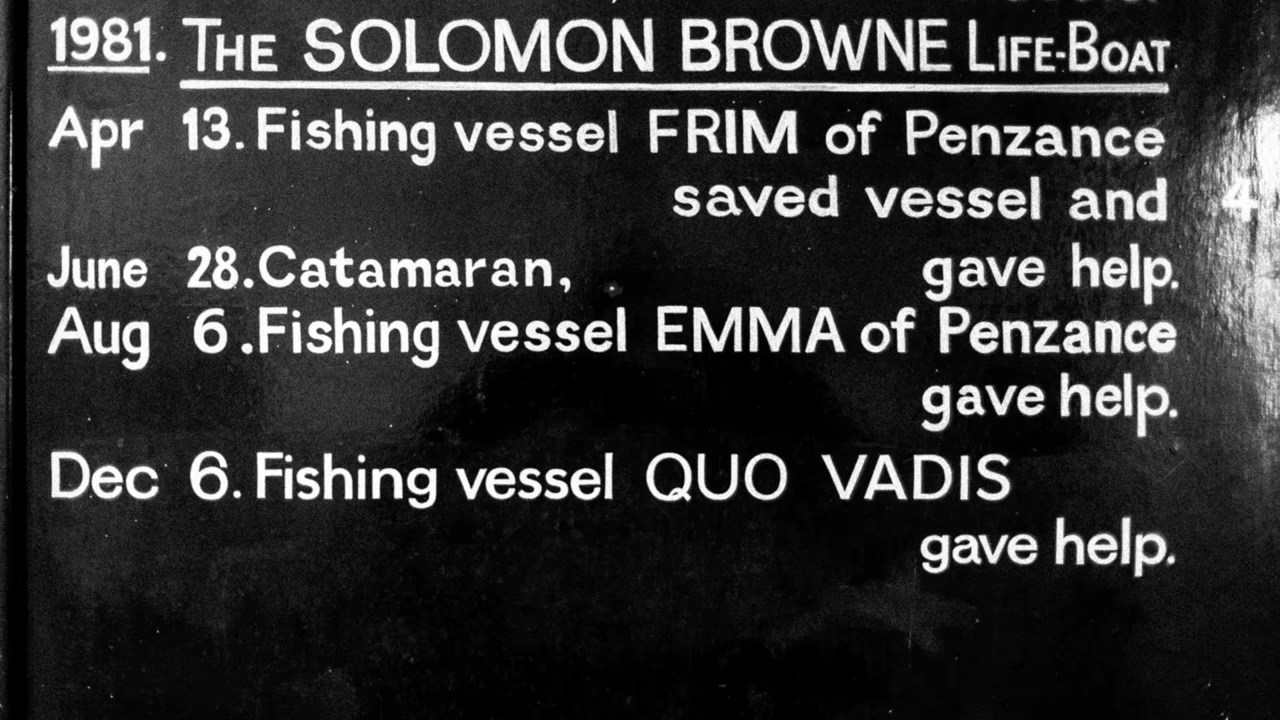 1981. THE SOLOMON BROWNE LIFE-BOAT.
Apr 13. Fishing vessel FRIM of Penzance
saved vessel and 4
June 28. Catamaran, gave help.
Aug 6. Fishing vessel EMMA of Penzance
gave help.
Dec 6. Fishing vessel QUO VADIS
gave help.